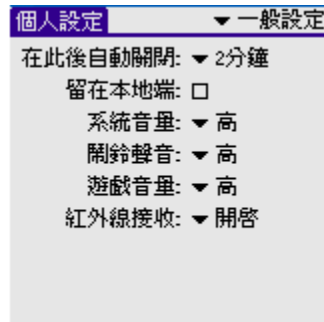 個人設定 一般設定
在此後自動關閉: 2分鐘
留在本地端:
系統音量: 高
鬧鈴聲音: 高
遊戲音量: 高
紅外線接收: 開啓